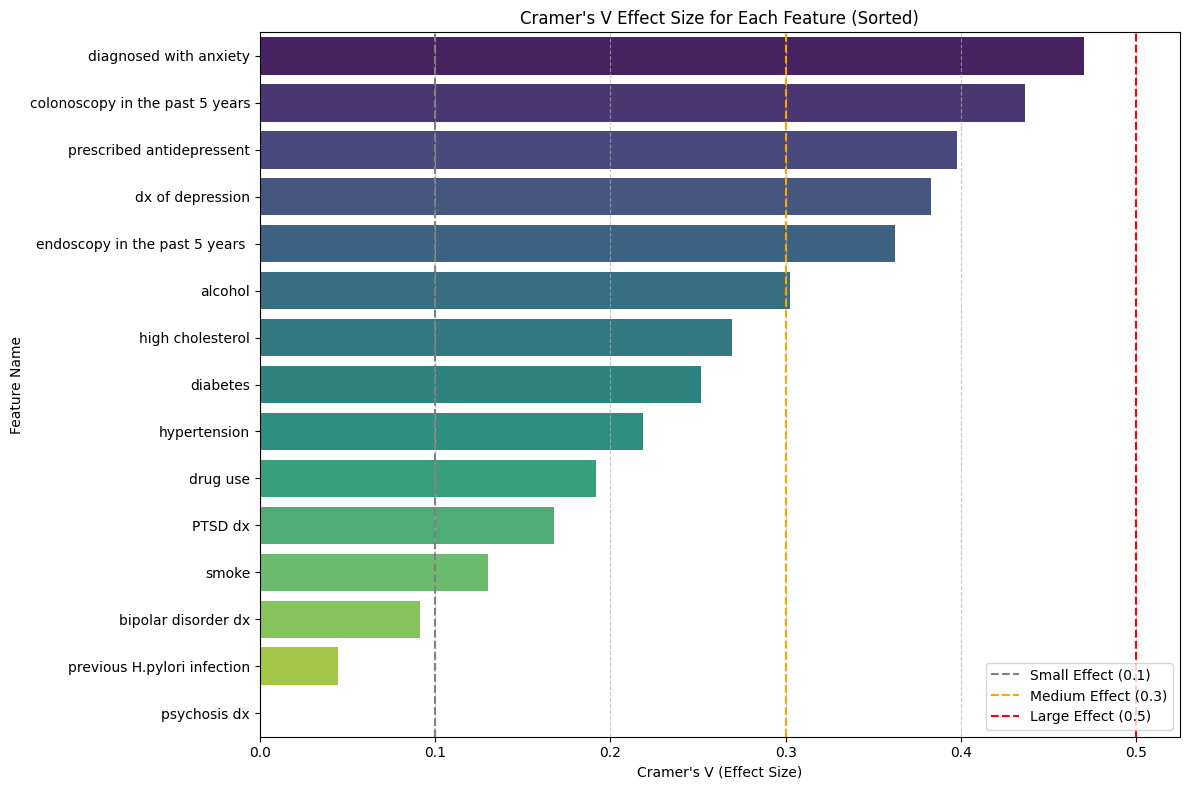 Cramer's V Effect Size for Each Feature (Sorted)
Feature Name
diagnosed with anxiety
colonoscopy in the past 5 years
prescribed antidepressent
dx of depression
endoscopy in the past 5 years
alcohol
high cholesterol
diabetes
hypertension
drug use
PTSD dx
smoke
bipolar disorder dx
previous H.pylori infection
psychosis dx
Small Effect (0.1)
Medium Effect (0.3)
Large Effect (0.5)
0.0 0.1 0.2 0.3 0.4 0.5
Cramer's V (Effect Size)